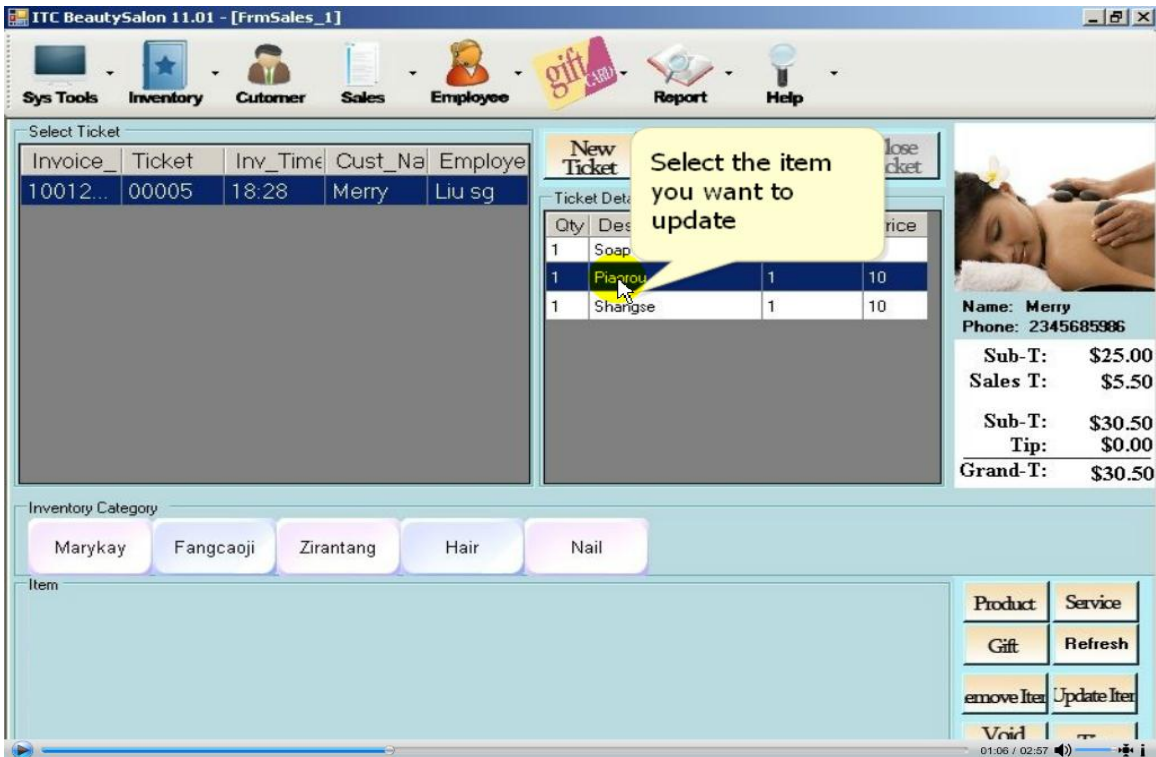 ITC BeautySalon 11.01 - [FrmSales_1]
Sys Tools
Inventory
Cutomer
Sales
Employee
gift CARD
Report
Help
Select Ticket
Invoice_ Ticket Inv_Time Cust_Na Employe
10012... 00005 18:28 Merry Liu sg
New
Ticket
Select the item
you want to
update
lose
cket
Ticket Deta
Qty Des rice
1 Soap
1 Piaorou 1 10
1 Shangse 1 10
Name: Merry
Phone: 2345685986
Sub-T: $25.00
Sales T: $5.50
Sub-T: $30.50
Tip: $0.00
Grand-T: $30.50
Inventory Category
Marykay Fangcaoji Zirantang Hair Nail
Item
Product Service
Gift Refresh
emove Iter Update Iter
Void
01:06 / 02:57